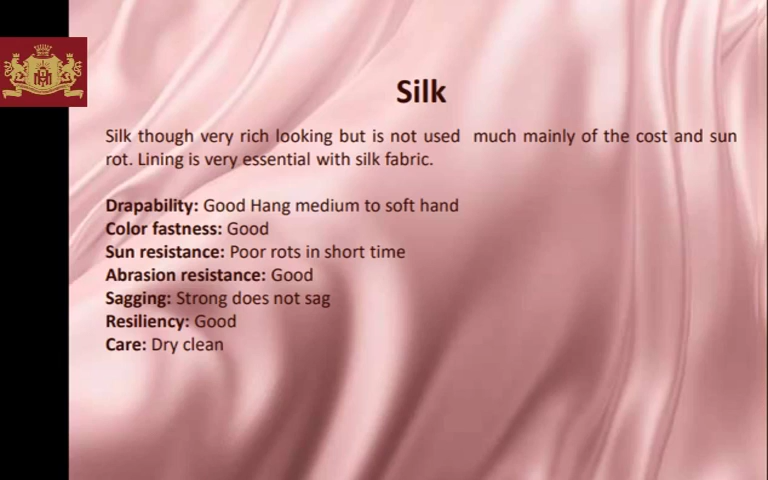 Silk
Silk though very rich looking but is not used much mainly of the cost and sun
rot. Lining is very essential with silk fabric.
Drapability: Good Hang medium to soft hand
Color fastness: Good
Sun resistance: Poor rots in short time
Abrasion resistance: Good
Sagging: Strong does not sag
Resiliency: Good
Care: Dry clean